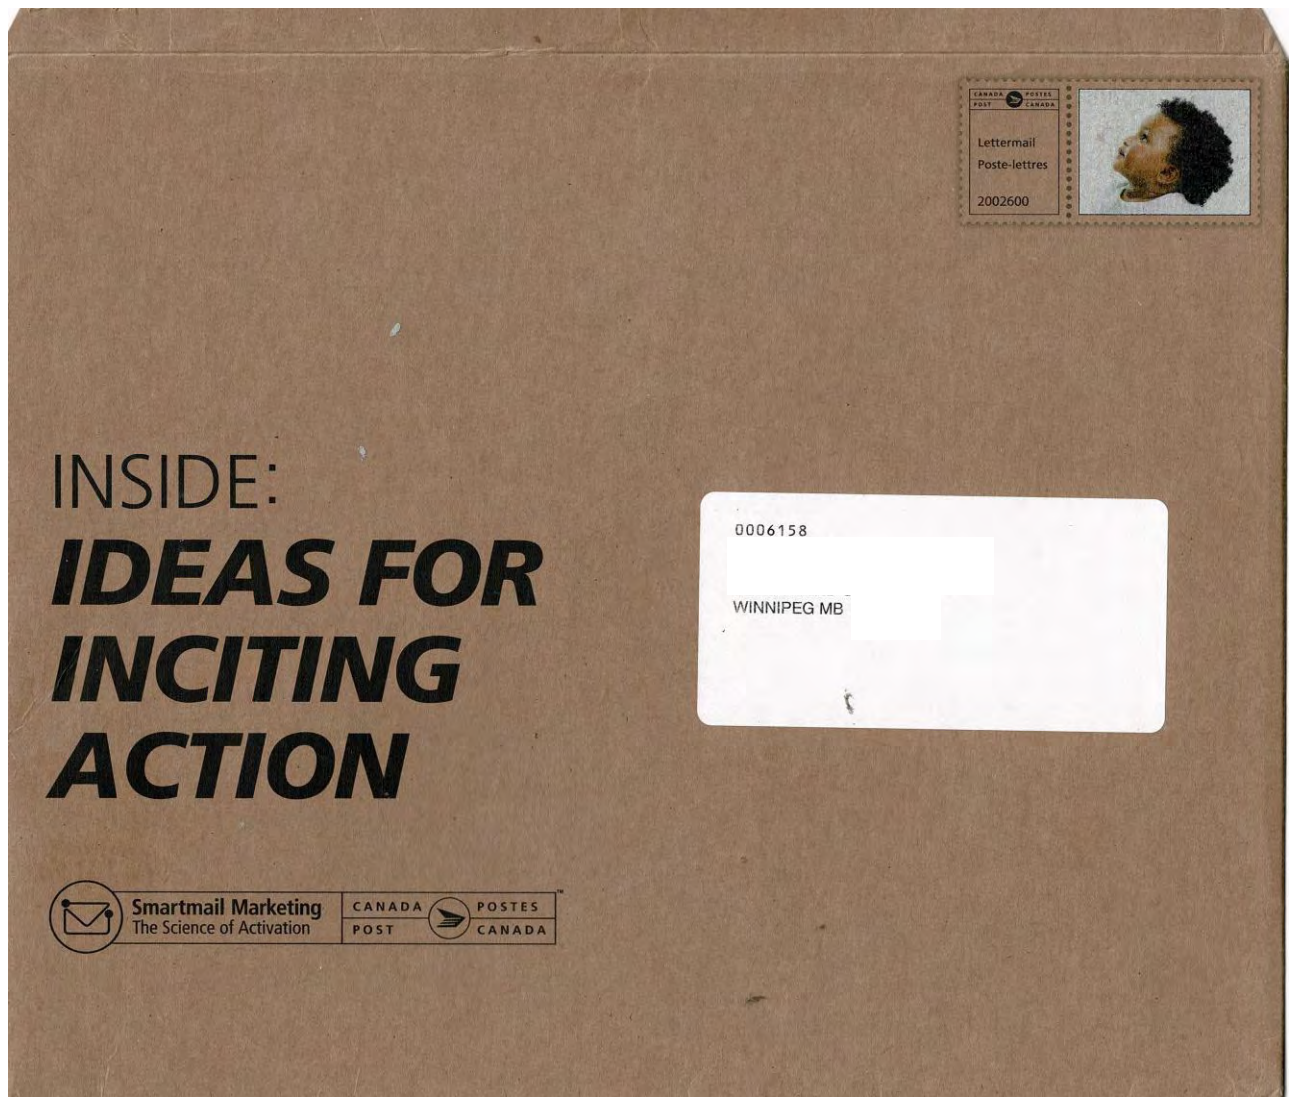 CANADA POSTES
POST CANADA
Lettermail
Poste-lettres
2002600
INSIDE:
IDEAS FOR
INCITING
ACTION
0006158
WINNIPEG MB
Smartmail Marketing
The Science of Activation
CANADA POSTES
POST CANADA
™